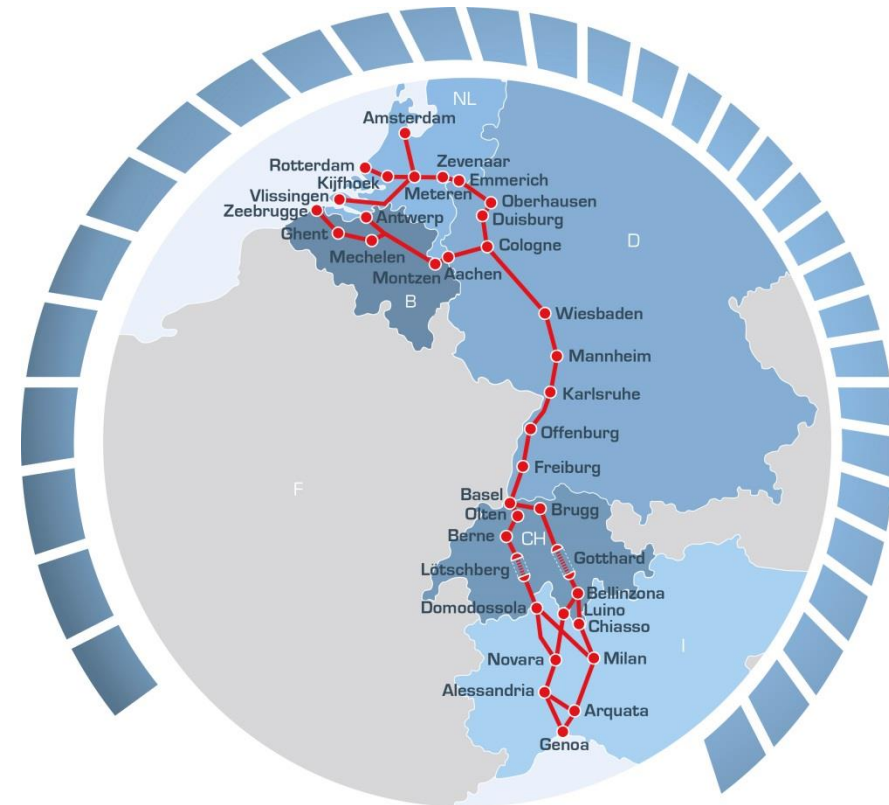 NL
Amsterdam
Rotterdam
Zevenaar
Kijfhoek
Emmerich
Vlissingen
Meteren
Oberhausen
Zeebrugge
Antwerp
Duisburg
Ghent
D
Cologne
Mechelen
Aachen
Montzen
B
Wiesbaden
Mannheim
Karlsruhe
Offenburg
Freiburg
F
Basel
Olten
Brugg
Berne
CH
Gotthard
Lötschberg
Bellinzona
Domodossola
Luino
Chiasso
I
Novara
Milan
Alessandria
Arquata
Genoa